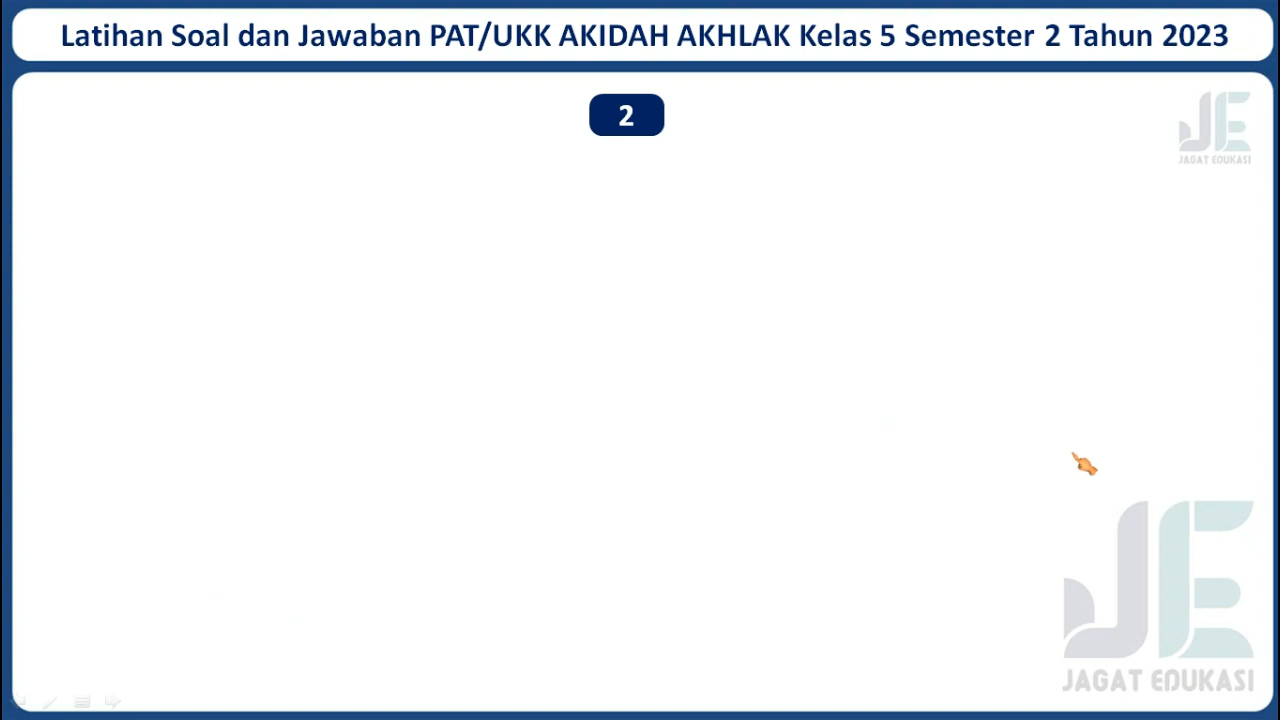 Latihan Soal dan Jawaban PAT/UKK AKIDAH AKHLAK Kelas 5 Semester 2 Tahun 2023
2
JE
JAGAT EDUKASI
JE
JAGAT EDUKASI